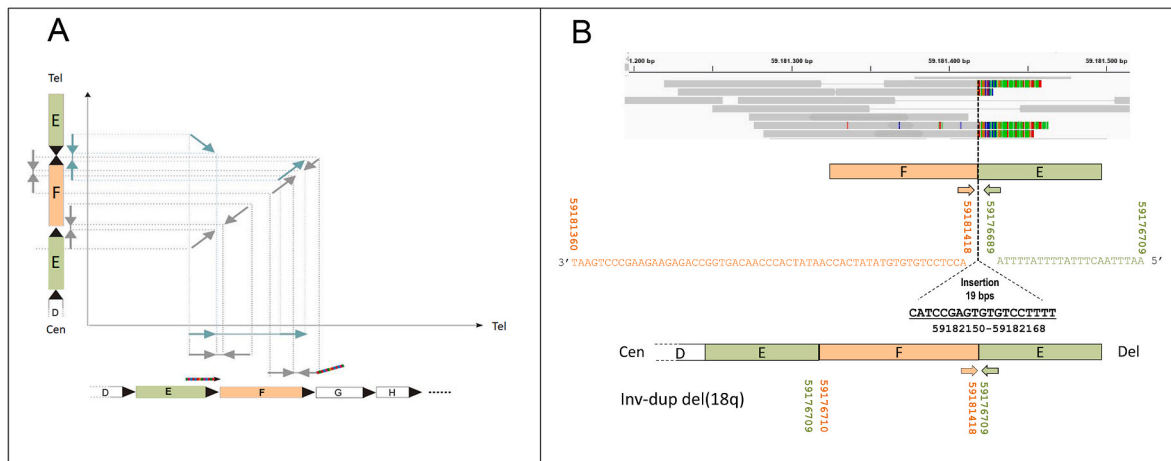 A
Tel
E
F
E
D
Cen
Tel
D
E
F
G
H
B
1.200 bp
59.181.300 bp
59.181.400 bp
59.181.500 bp
F
E
59181360
59181418
59176689
59176709
3' TAAGTCCCGAAGAAGAGACCGGTGACAACCCACTATAACCACTATATGTGTGTCCTCCA ATTTTATTTTATTTCAATTTAA 5'
Insertion
19 bps
CATCCGAGTGTGTCCTTTT
59182150-59182168
Cen
D
E
F
E
Del
Inv-dup del(18q)
59176709
59176710
59181418
59176709